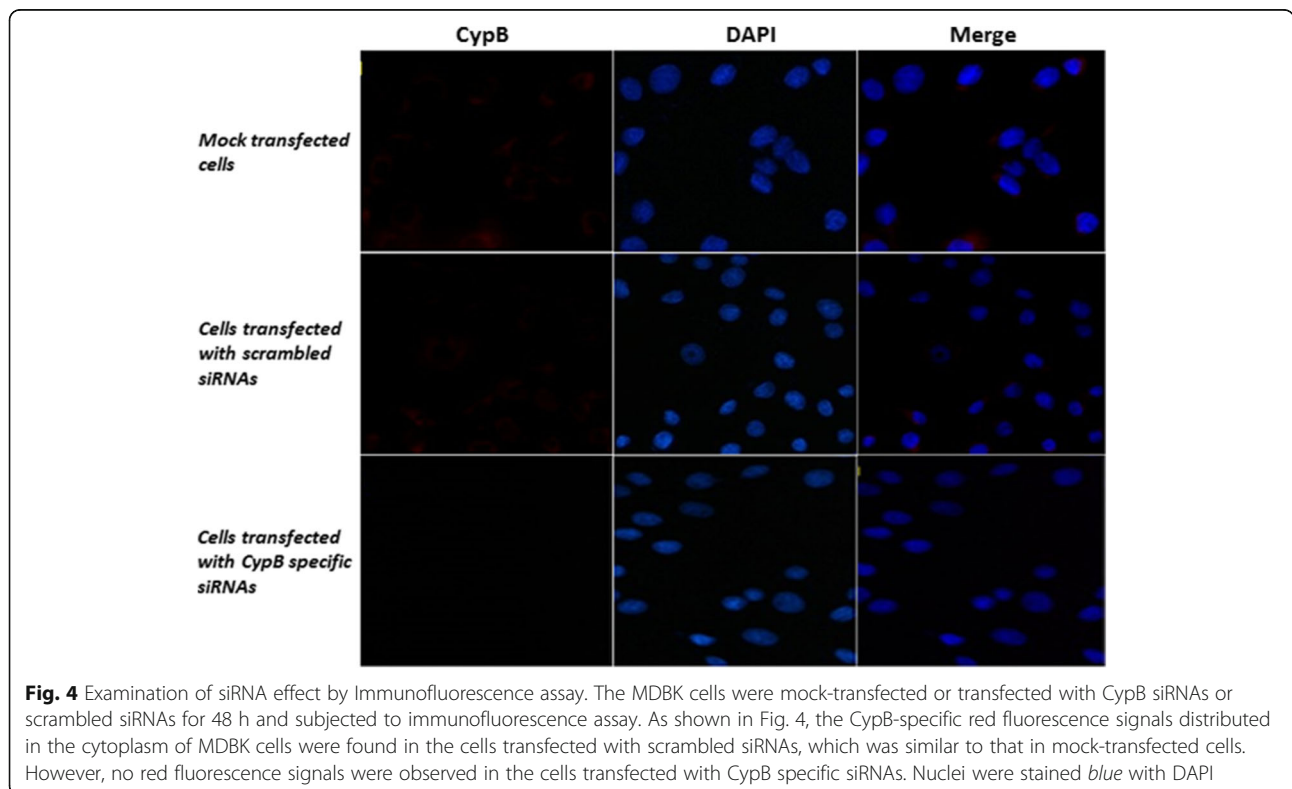 CypB DAPI Merge
Mock transfected
cells
Cells transfected
with scrambled
siRNAs
Cells transfected
with CypB specific
siRNAs
Fig. 4 Examination of siRNA effect by Immunofluorescence assay. The MDBK cells were mock-transfected or transfected with CypB siRNAs or
scrambled siRNAs for 48 h and subjected to immunofluorescence assay. As shown in Fig. 4, the CypB-specific red fluorescence signals distributed
in the cytoplasm of MDBK cells were found in the cells transfected with scrambled siRNAs, which was similar to that in mock-transfected cells.
However, no red fluorescence signals were observed in the cells transfected with CypB specific siRNAs. Nuclei were stained blue with DAPI